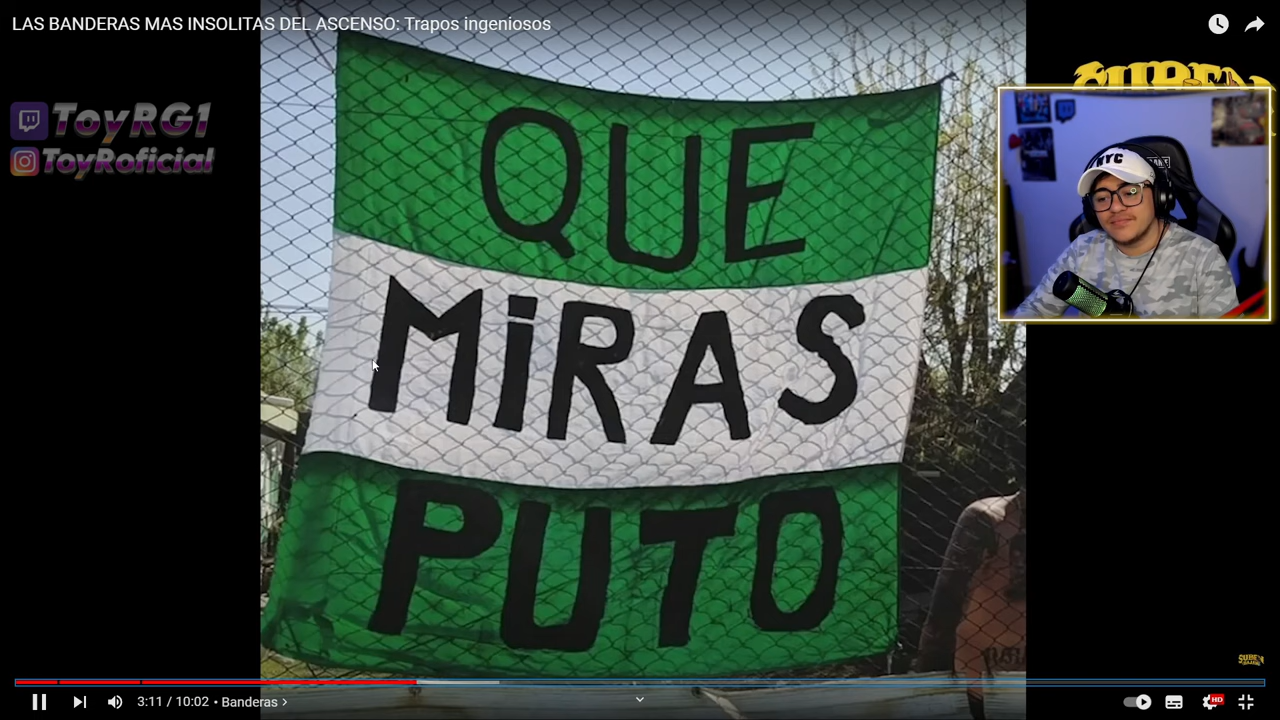 LAS BANDERAS MAS INSOLITAS DEL ASCENSO: Trapos ingeniosos
ToyRG1
ToyRoficial
NYC
QUE
MiRAS
PUTO
3:11 / 10:02 • Banderas
HD